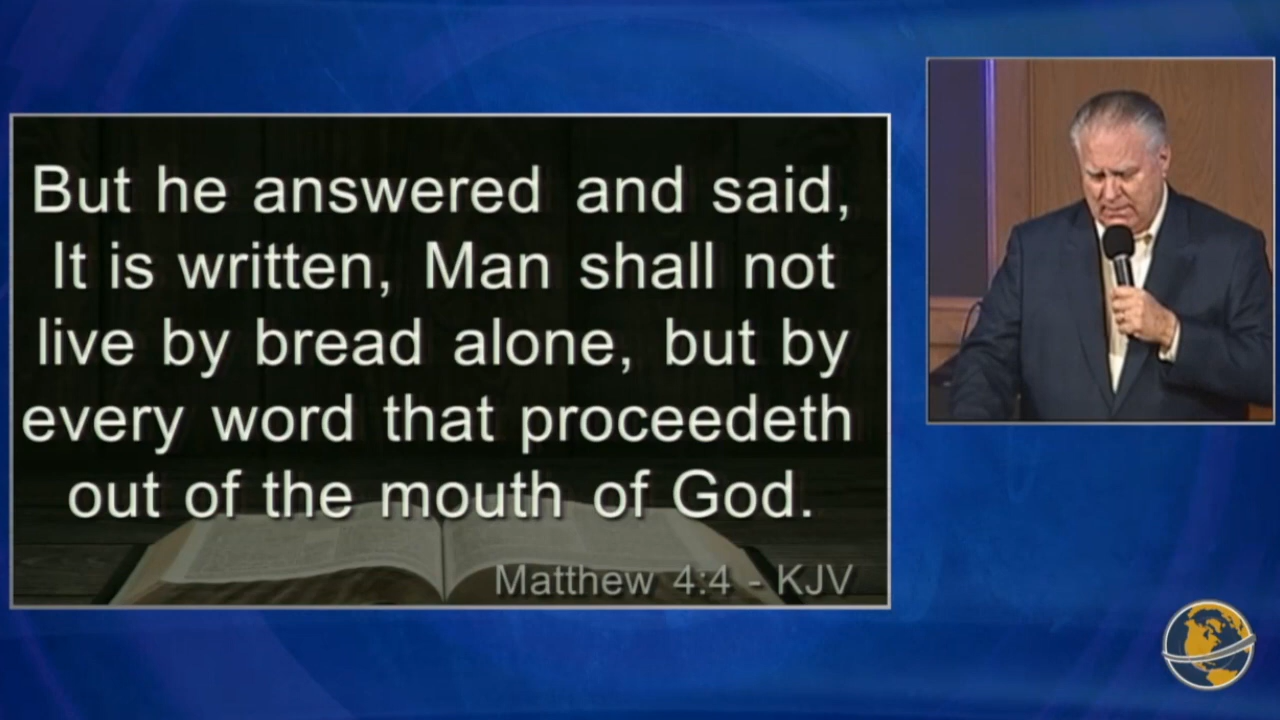 But he answered and said,
It is written, Man shall not
live by bread alone, but by
every word that proceedeth
out of the mouth of God.
Matthew 4:4 - KJV